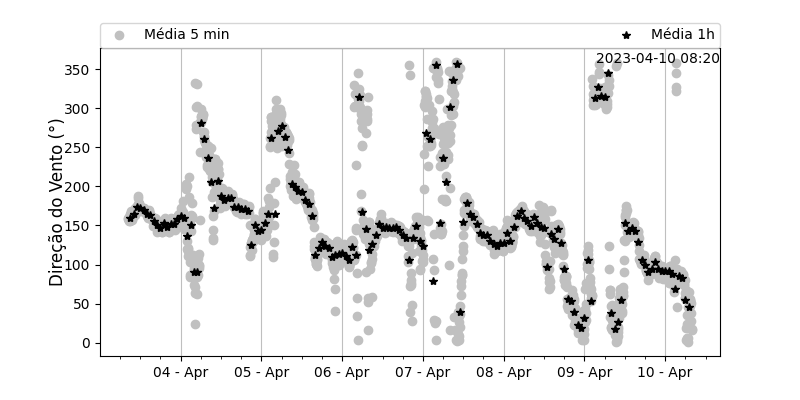 Média 5 min
Média 1h
2023-04-10 08:20
Direção do Vento (°)
350
300
250
200
150
100
50
0
04 - Apr
05 - Apr
06 - Apr
07 - Apr
08 - Apr
09 - Apr
10 - Apr